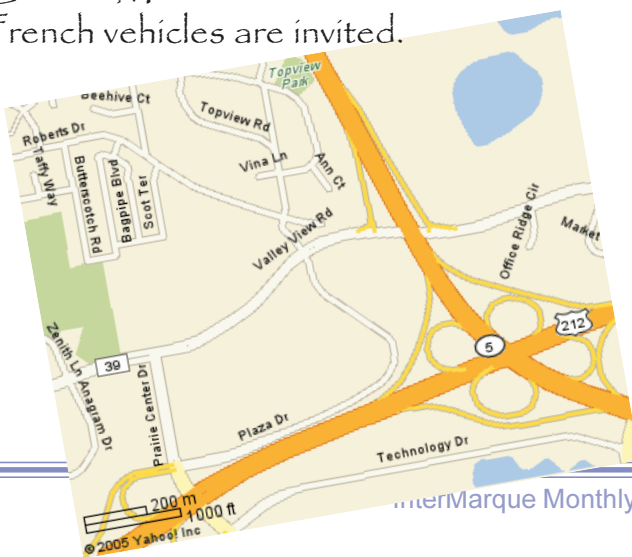 French vehicles are invited.
Topview
Park
Beehive Ct
Topview Rd
Roberts Dr
Taffy Way
Butterscotch Rd
Bagpipe Blvd
Scot Ter
Vina Ln
Ann Ct
Valley View Rd
Office Ridge Cir
Market
212
5
39
Zenith Ln
Anagram Dr
Prairie Center Dr
Plaza Dr
Technology Dr
200 m
1000 ft
© 2005 Yahoo! Inc
InterMarque Monthly